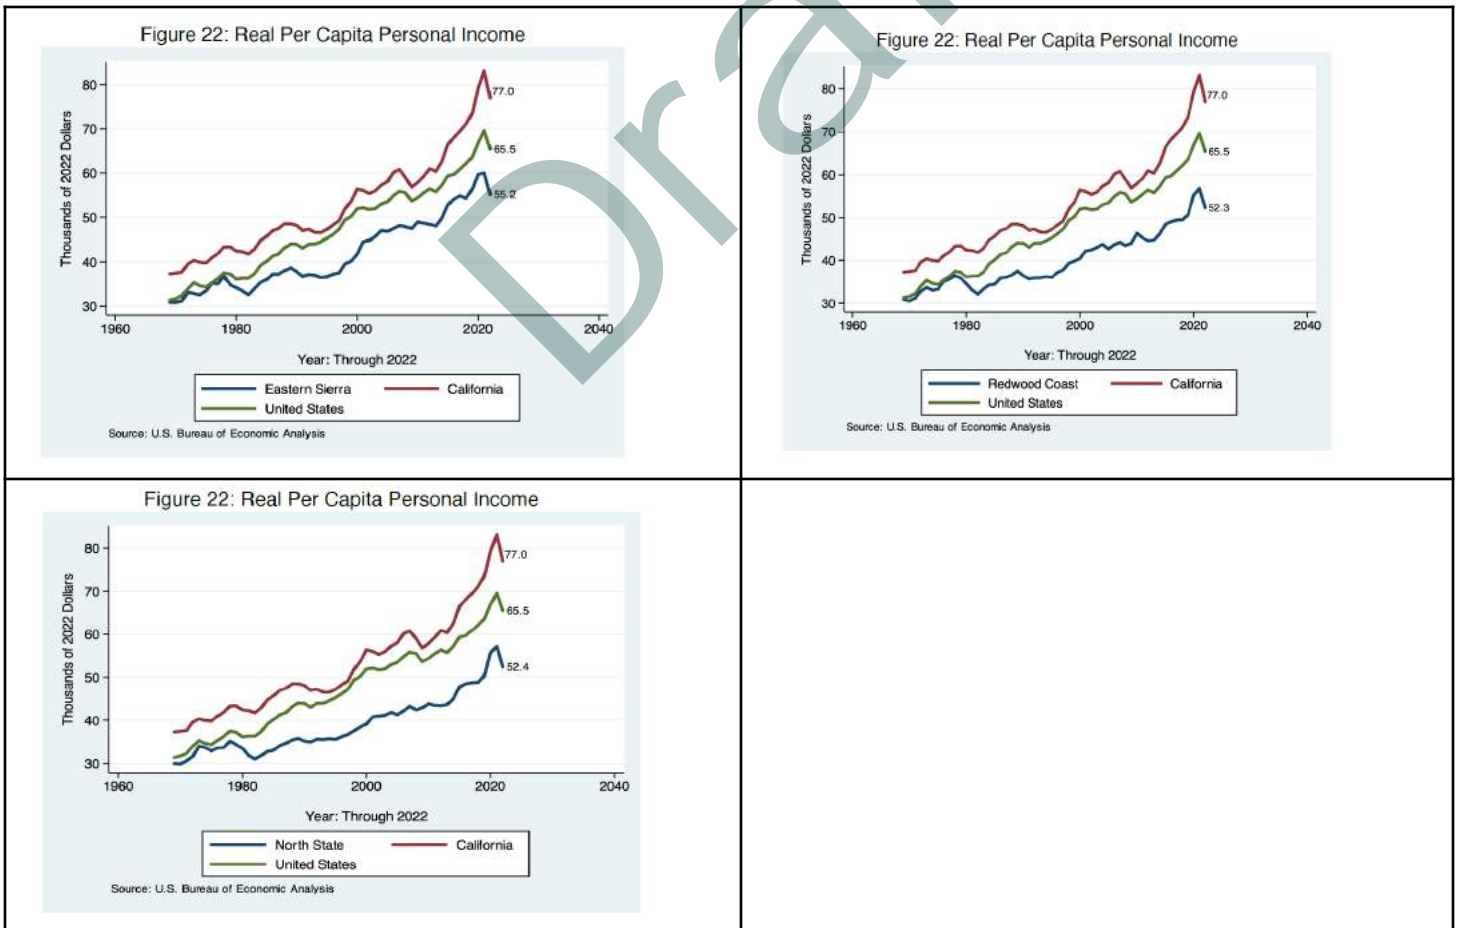 Figure 22: Real Per Capita Personal Income
Thousands of 2022 Dollars
80
70
60
50
40
30
77.0
65.5
55.2
1960 1980 2000 2020 2040
Year: Through 2022
Eastern Sierra California
United States
Source: U.S. Bureau of Economic Analysis
Figure 22: Real Per Capita Personal Income
Thousands of 2022 Dollars
80
70
60
50
40
30
77.0
65.5
52.3
1960 1980 2000 2020 2040
Year: Through 2022
Redwood Coast California
United States
Source: U.S. Bureau of Economic Analysis
Figure 22: Real Per Capita Personal Income
Thousands of 2022 Dollars
80
70
60
50
40
30
77.0
65.5
52.4
1960 1980 2000 2020 2040
Year: Through 2022
North State California
United States
Source: U.S. Bureau of Economic Analysis